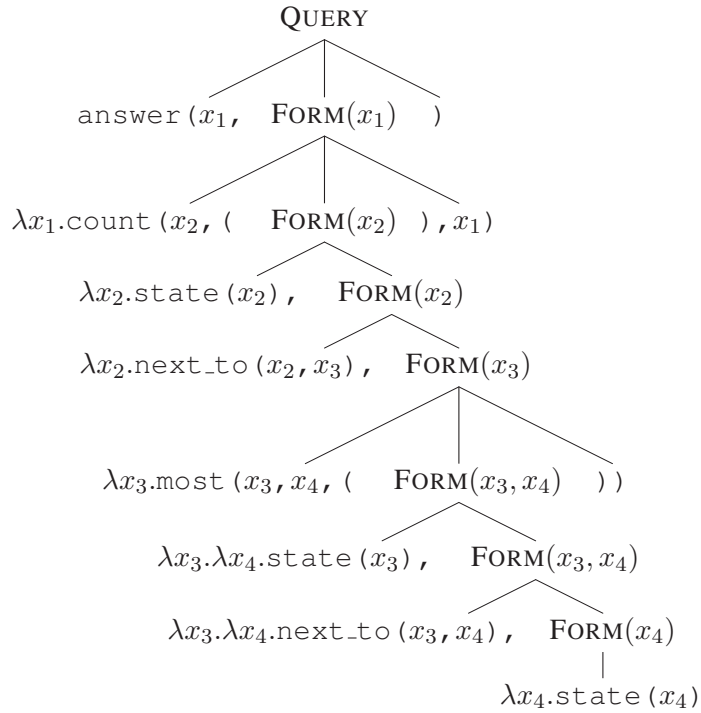 QUERY
answer(x₁, FORM(x₁) )
λx₁.count(x₂,( FORM(x₂) ),x₁)
λx₂.state(x₂), FORM(x₂)
λx₂.next_to(x₂,x₃), FORM(x₃)
λx₃.most(x₃,x₄,( FORM(x₃, x₄) ))
λx₃.λx₄.state(x₃), FORM(x₃, x₄)
λx₃.λx₄.next_to(x₃,x₄), FORM(x₄)
λx₄.state(x₄)